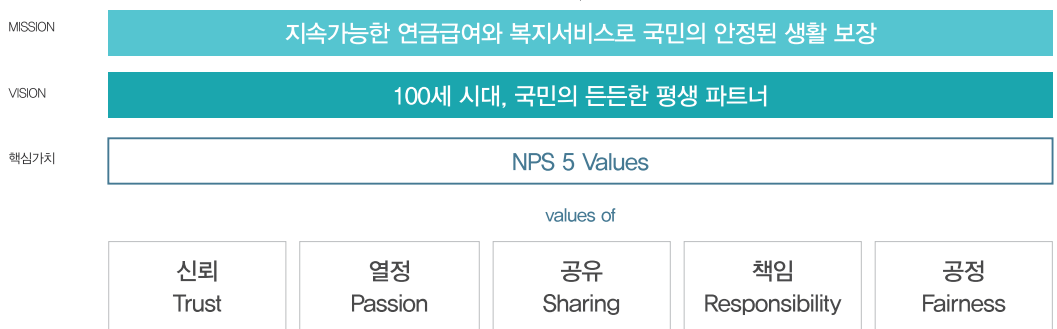 MISSION
지속가능한 연금급여와 복지서비스로 국민의 안정된 생활 보장
VISION
100세 시대, 국민의 든든한 평생 파트너
핵심가치
NPS 5 Values
values of
신뢰
Trust
열정
Passion
공유
Sharing
책임
Responsibility
공정
Fairness